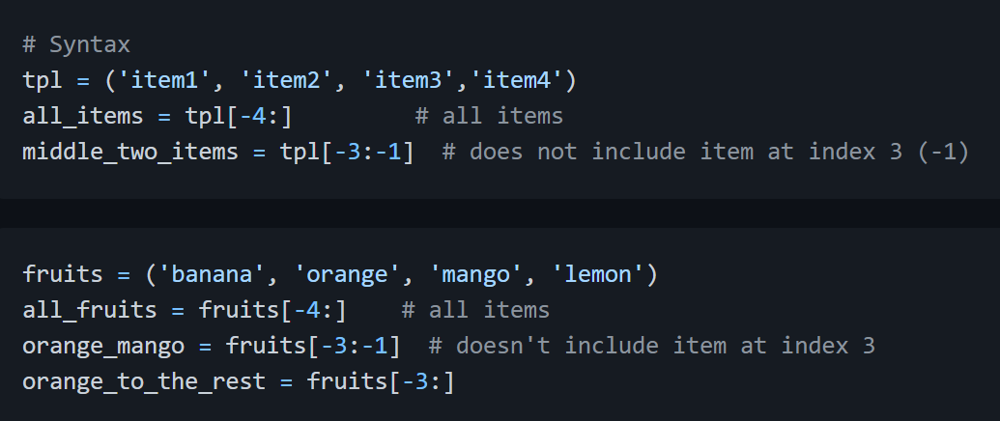 # Syntax
tpl = ('item1', 'item2', 'item3','item4')
all_items = tpl[-4:]         # all items
middle_two_items = tpl[-3:-1]  # does not include item at index 3 (-1)
fruits = ('banana', 'orange', 'mango', 'lemon')
all_fruits = fruits[-4:]    # all items
orange_mango = fruits[-3:-1]  # doesn't include item at index 3
orange_to_the_rest = fruits[-3:]